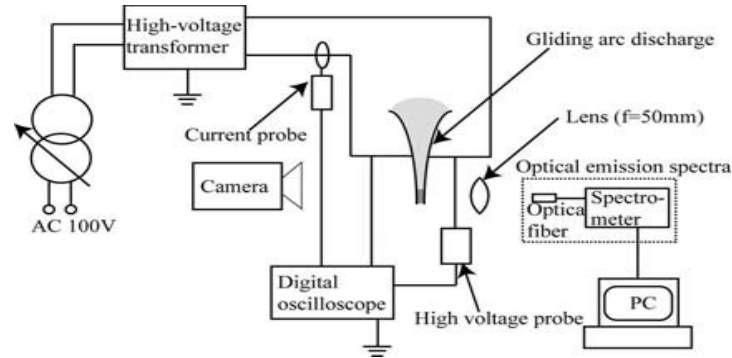 High-voltage
transformer
Gliding arc discharge
Current probe
Lens (f=50mm)
Camera
Optical emission spectra
Optica
fiber
Spectro-
meter
AC 100V
Digital
oscilloscope
High voltage probe
PC